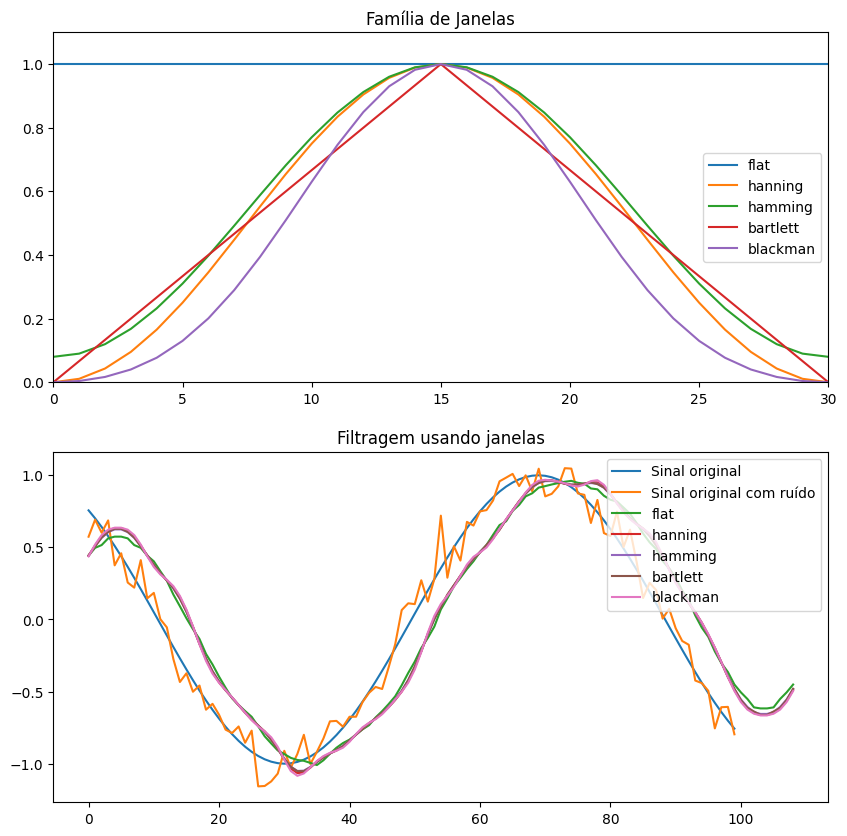 Família de Janelas
1.0
0.8
0.6
0.4
0.2
0.0
flat
hanning
hamming
bartlett
blackman
0 5 10 15 20 25 30
Filtragem usando janelas
1.0
0.5
0.0
−0.5
−1.0
Sinal original
Sinal original com ruído
flat
hanning
hamming
bartlett
blackman
0 20 40 60 80 100